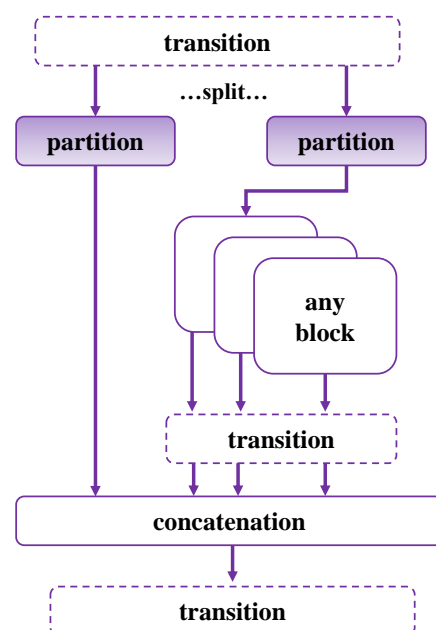 transition
…split…
partition
partition
any
block
transition
concatenation
transition